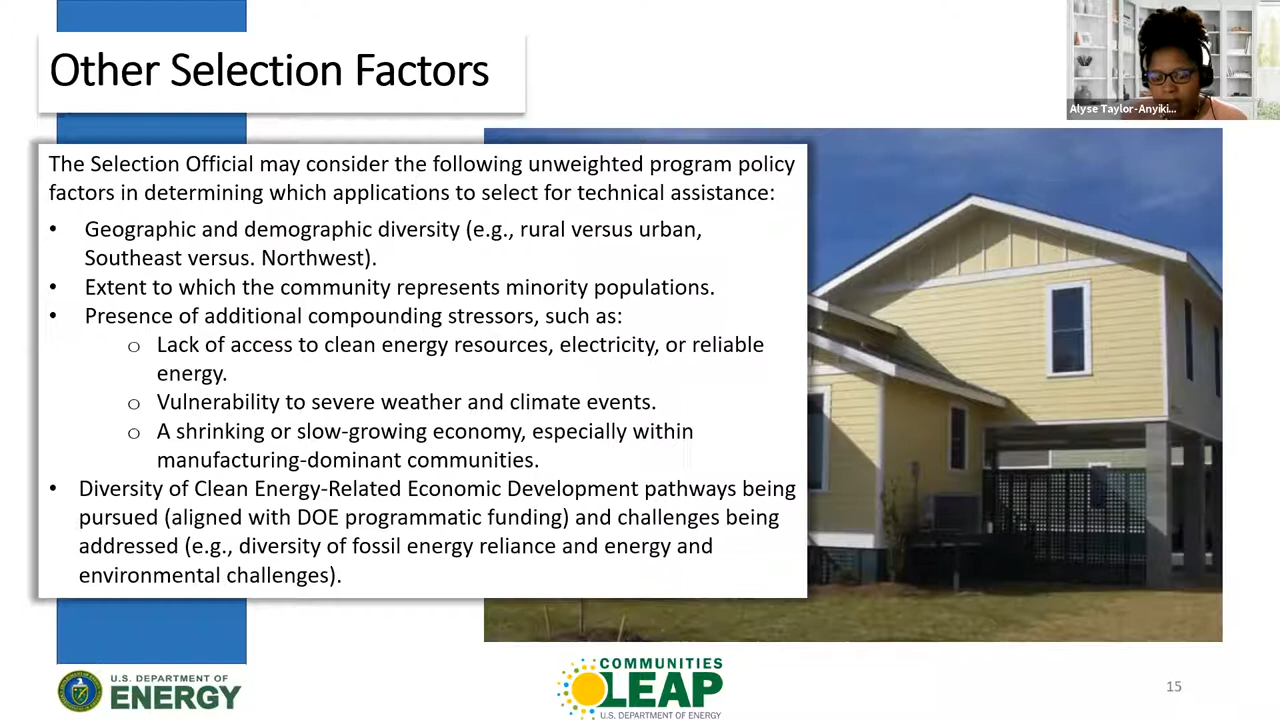 Other Selection Factors
Alyse Taylor-Anyiki...
The Selection Official may consider the following unweighted program policy
factors in determining which applications to select for technical assistance:
• Geographic and demographic diversity (e.g., rural versus urban,
Southeast versus. Northwest).
• Extent to which the community represents minority populations.
• Presence of additional compounding stressors, such as:
o Lack of access to clean energy resources, electricity, or reliable
energy.
o Vulnerability to severe weather and climate events.
o A shrinking or slow-growing economy, especially within
manufacturing-dominant communities.
• Diversity of Clean Energy-Related Economic Development pathways being
pursued (aligned with DOE programmatic funding) and challenges being
addressed (e.g., diversity of fossil energy reliance and energy and
environmental challenges).
U.S. DEPARTMENT OF
ENERGY
COMMUNITIES
LEAP
U.S. DEPARTMENT OF ENERGY
15